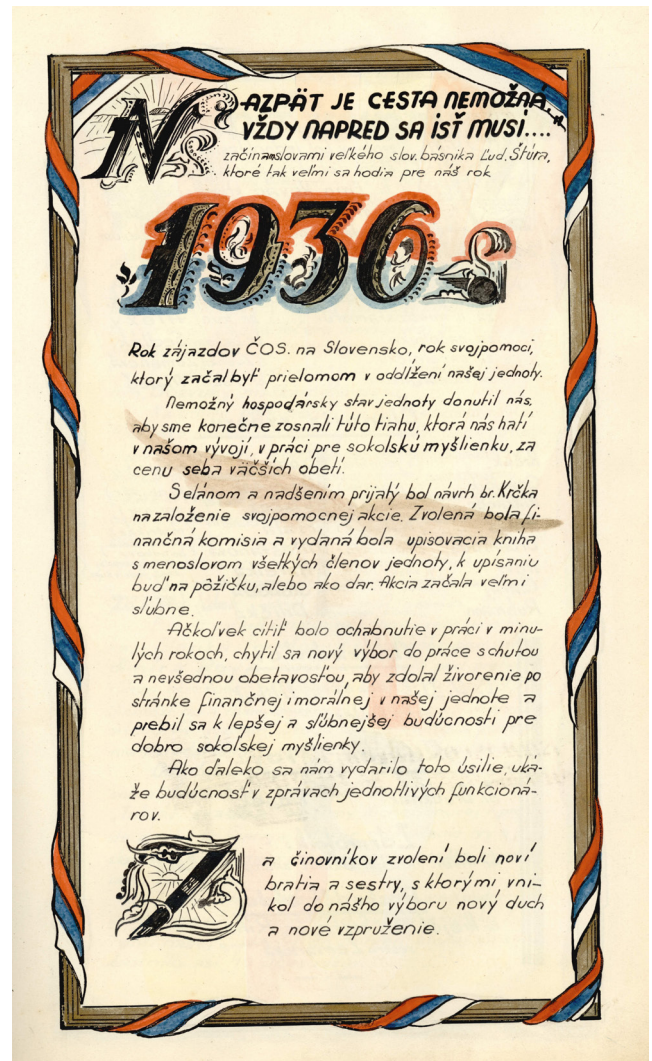 NAZPÄT JE CESTA NEMOŽNÁ,
VŽDY NAPRED SA ÍSŤ MUSÍ....
začína slovami veľkého slov. básnika Ľud. Štúra,
ktoré tak veľmi sa hodia pre náš rok
1936
Rok zájazdov ČOS. na Slovensko, rok svojpomoci,
ktorý začal byť prielomom v oddlžení našej jednoty.
Nemožný hospodársky stav jednoty donutil nás,
aby sme konečne zosnali túto tiahu, ktorá nás hatí
v našom vývoji, v práci pre sokolskú myšlienku, za
cenu seba väčších obetí.
S elánom a nadšením prijatý bol návrh br. Krčka
na založenie svojpomocnej akcie. Zvolená bola fi-
nančná komisia a vydaná bola upisovacia kniha
s menoslovom všetkých členov jednoty, k upísaniu
buď na pôžičku, alebo ako dar. Akcia začala veľmi
sľubne.
Ačkoľvek cítiť bolo ochabnutie v práci v minu-
lých rokoch, chytil sa nový výbor do práce s chuťou
a nevšednou obetavosťou, aby zdolal živorenie po
stránke finančnej i morálnej v našej jednote a
prebil sa k lepšej a sľúbnejšej budúcnosti pre
dobro sokolskej myšlienky.
Ako ďaleko sa nám vydarilo toto úsilie, uká-
že budúcnosť v zprávach jednotlivých funkcioná-
rov.
Za činovníkov zvolení boli noví
bratia a sestry, s ktorými vni-
kol do nášho výboru nový duch
a nové vzpruženie.